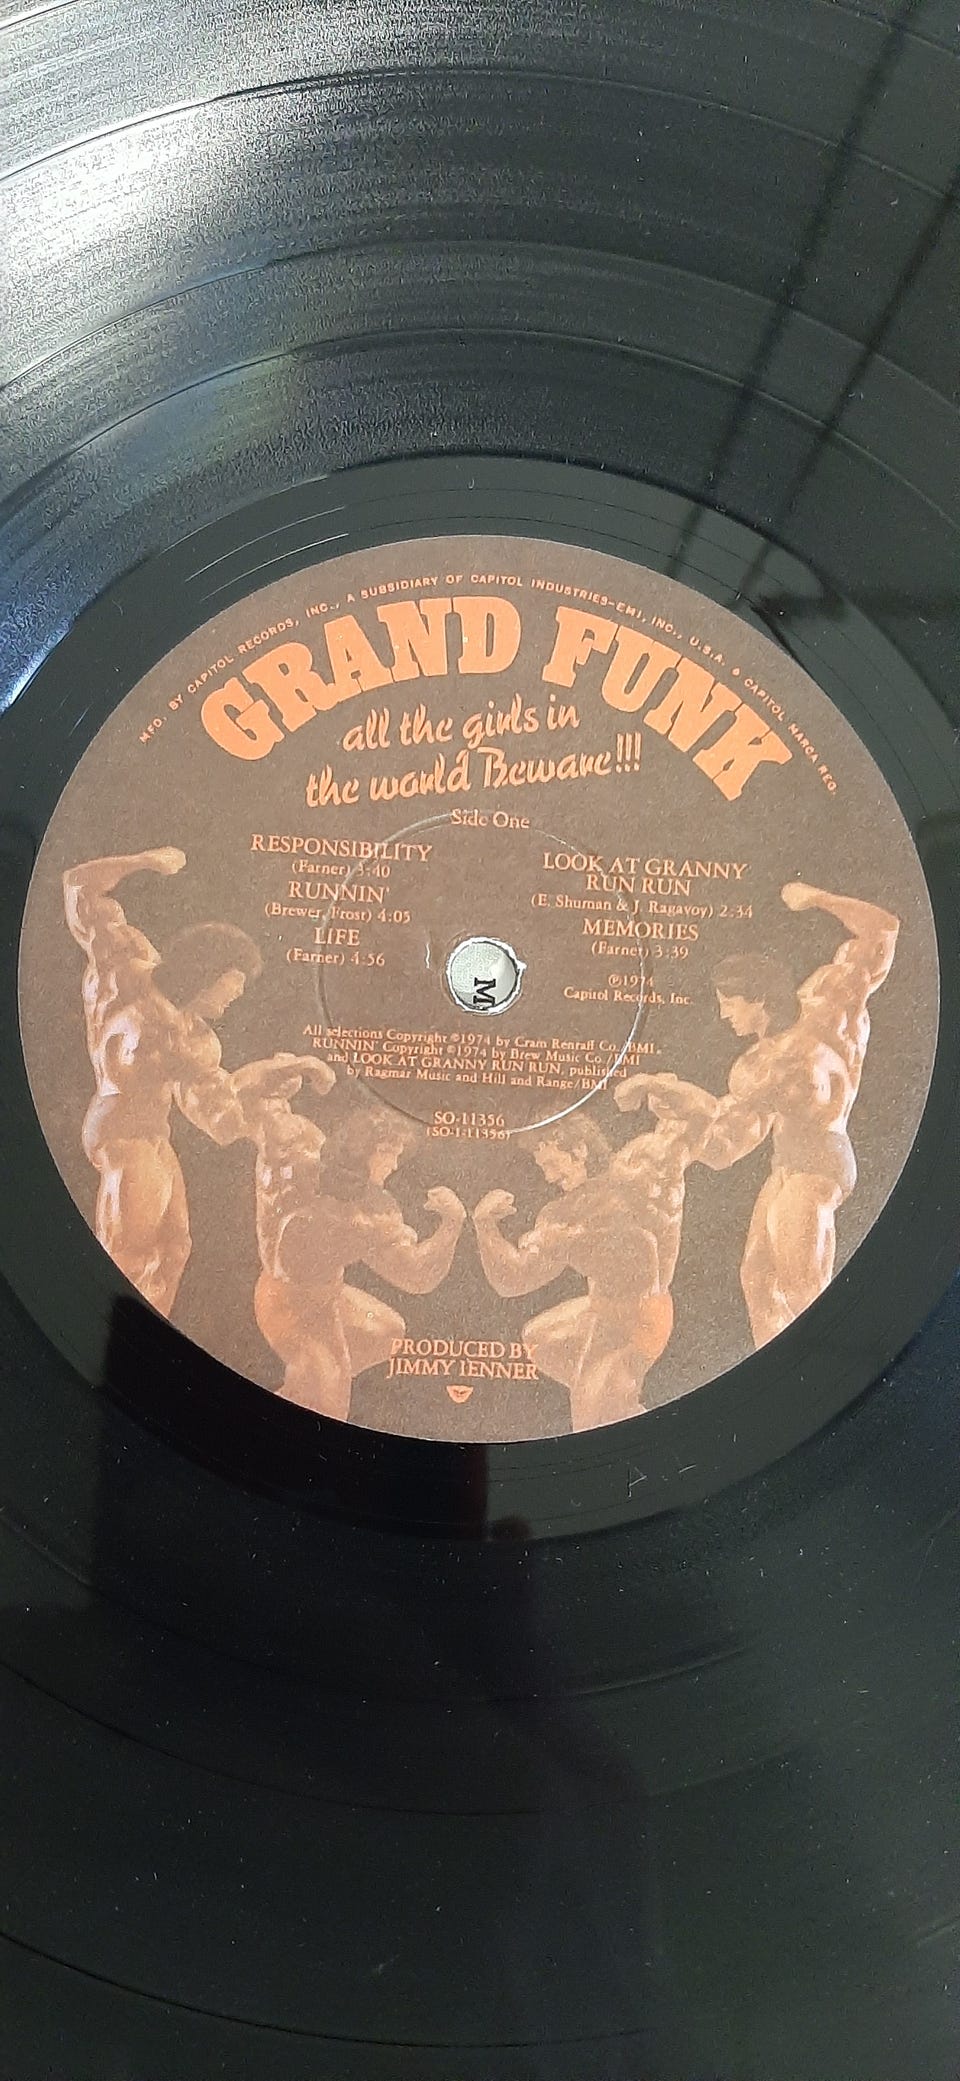 MFD. BY CAPITOL RECORDS, INC., A SUBSIDIARY OF CAPITOL INDUSTRIES-EMI, INC., U.S.A. • CAPITOL MARCA REG.
GRAND FUNK
all the girls in
the world Beware!!!
Side One
RESPONSIBILITY
(Farner) 3:40
RUNNIN'
(Brewer, Frost) 4:05
LIFE
(Farner) 4:56
LOOK AT GRANNY
RUN RUN
(E. Shuman & J. Ragavoy) 2:34
MEMORIES
(Farner) 3:39
℗1974
Capitol Records, Inc.
M
All selections Copyright ©1974 by Cram Renraff Co./BMI.
RUNNIN' Copyright ©1974 by Brew Music Co./BMI
and LOOK AT GRANNY RUN RUN, published
by Ragmar Music and Hill and Range/BMI
SO-11356
(SO-1-11356)
PRODUCED BY
JIMMY IENNER